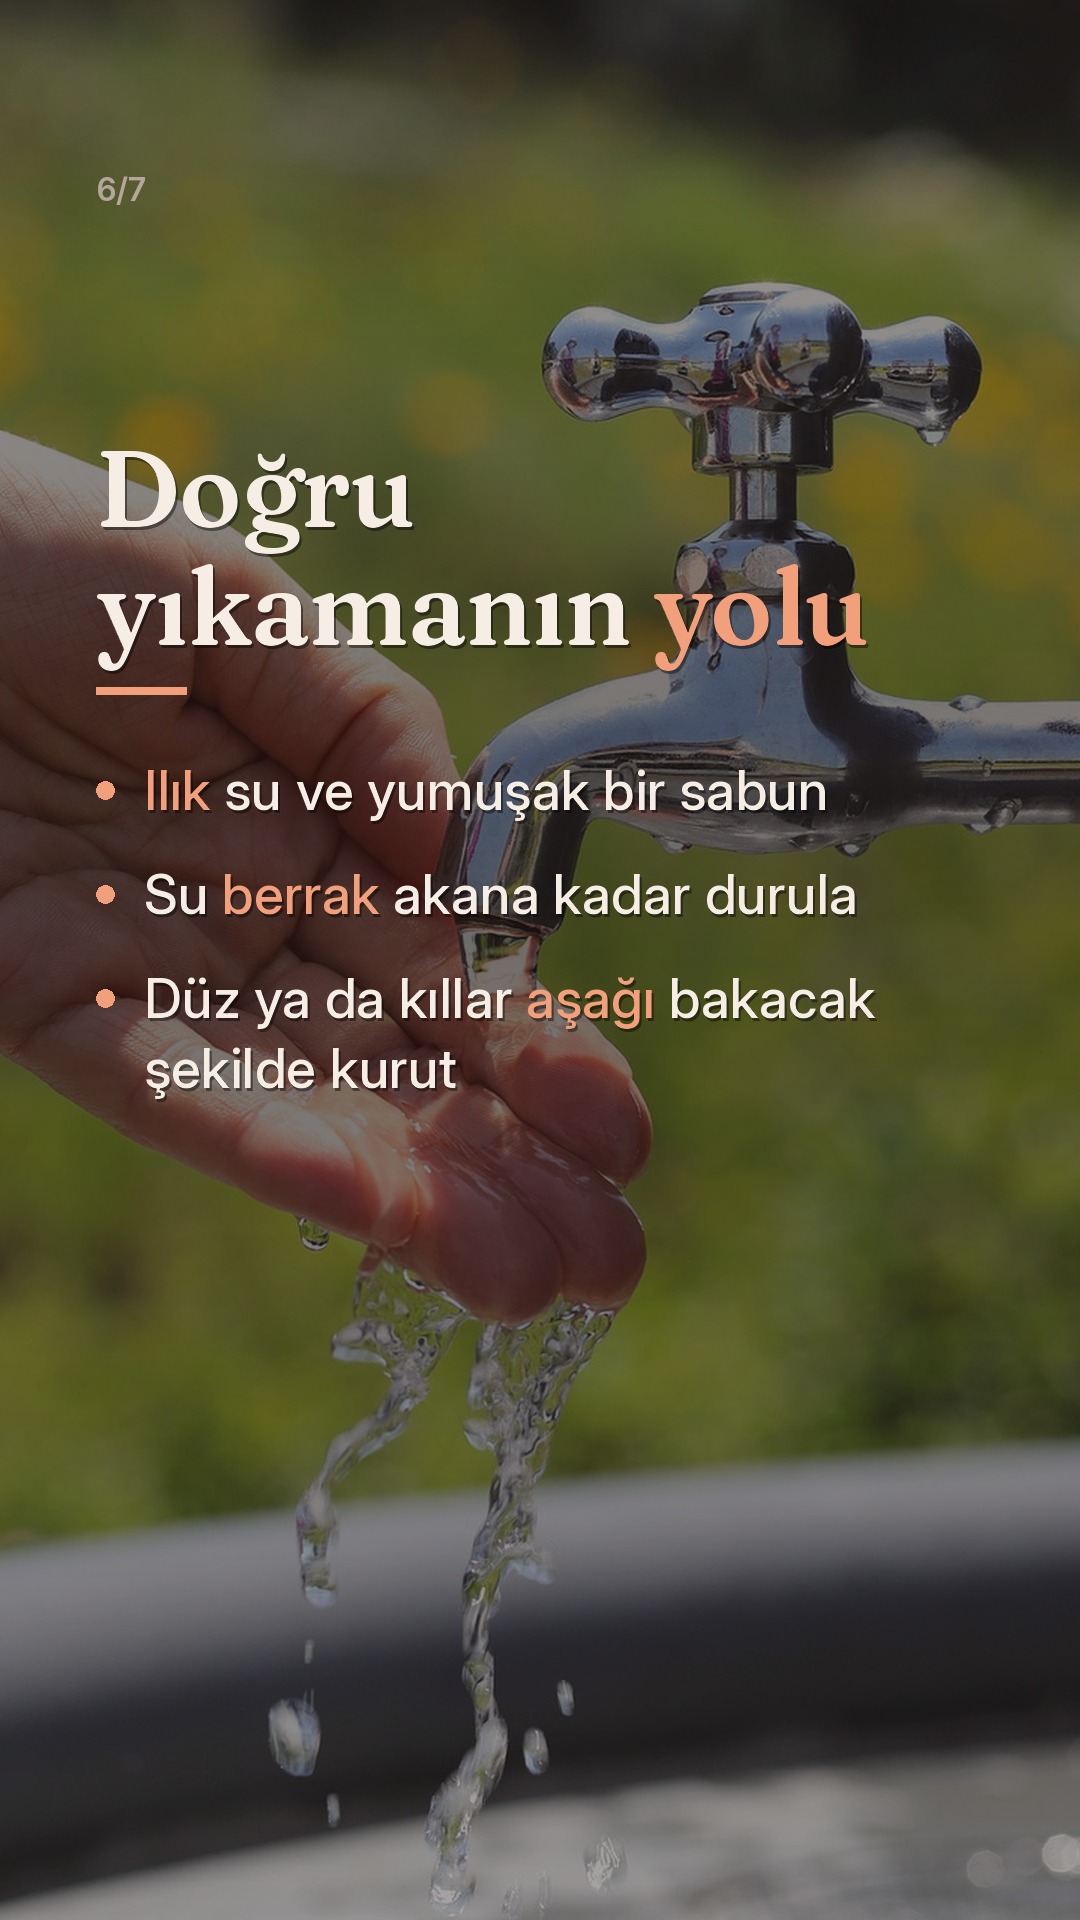 6/7
Doğru
yıkamanın yolu
Ilık su ve yumuşak bir sabun
Su berrak akana kadar durula
Düz ya da kıllar aşağı bakacak
şekilde kurut